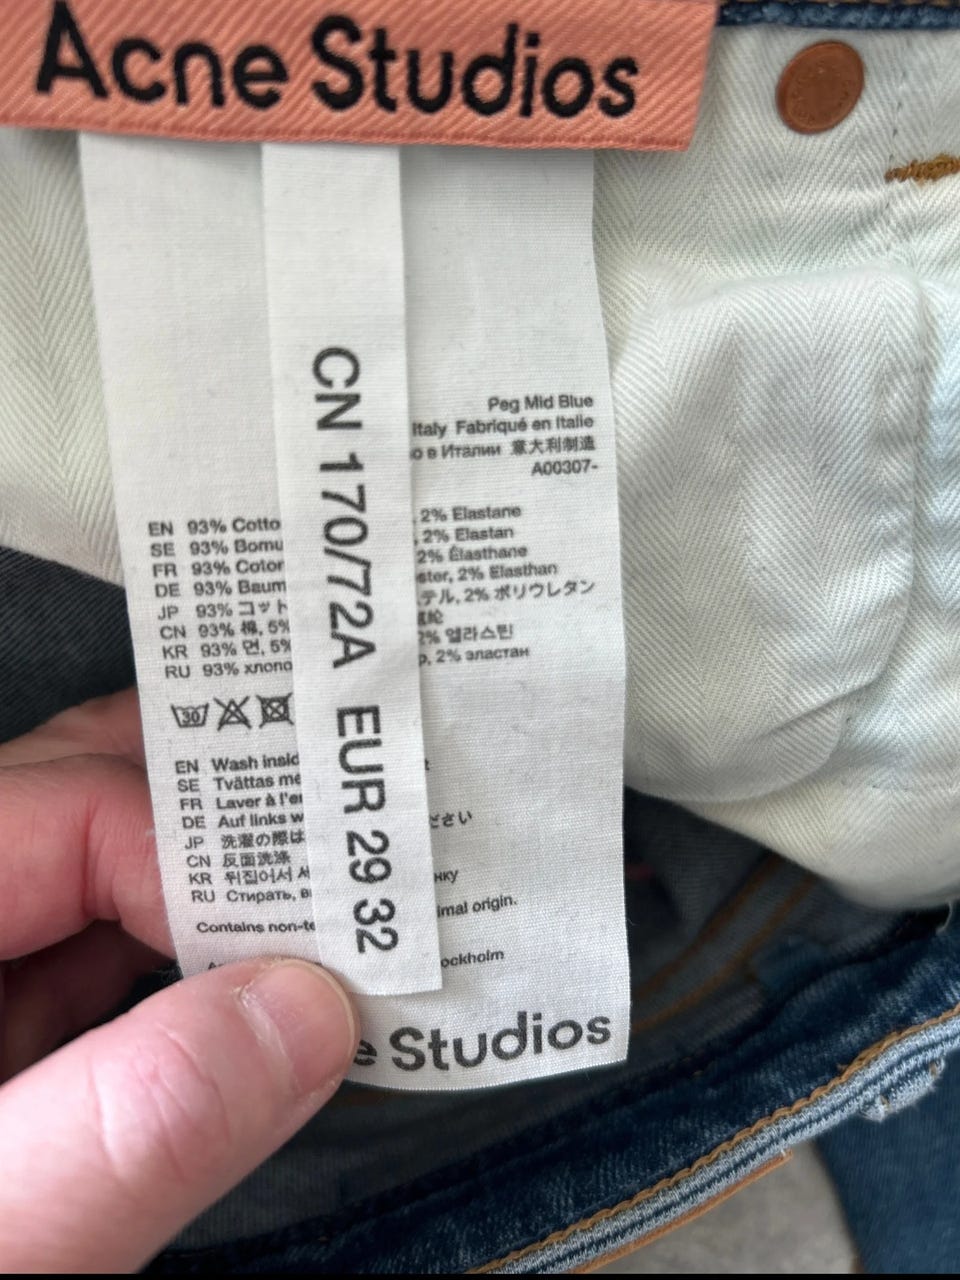 Acne Studios
CN 170/72A EUR 29 32
Peg Mid Blue
Italy Fabriqué en Italie
в Италии 意大利制造
A00307-
EN 93% Cotto , 2% Elastane
SE 93% Bomu , 2% Elastan
FR 93% Coton 2% Élasthane
DE 93% Baum ster, 2% Elasthan
JP 93% コット テル, 2% ポリウレタン
CN 93% 棉, 5%
KR 93% 면, 5% 2% 엘라스틴
RU 93% хлопо 2% эластан
30
EN Wash insid
SE Tvättas me
FR Laver à l'e
DE Auf links w
JP 洗濯の際は ださい
CN 反面洗涤
KR 뒤집어서
RU Стирать, в нку
Contains non-te imal origin.
ockholm
e Studios